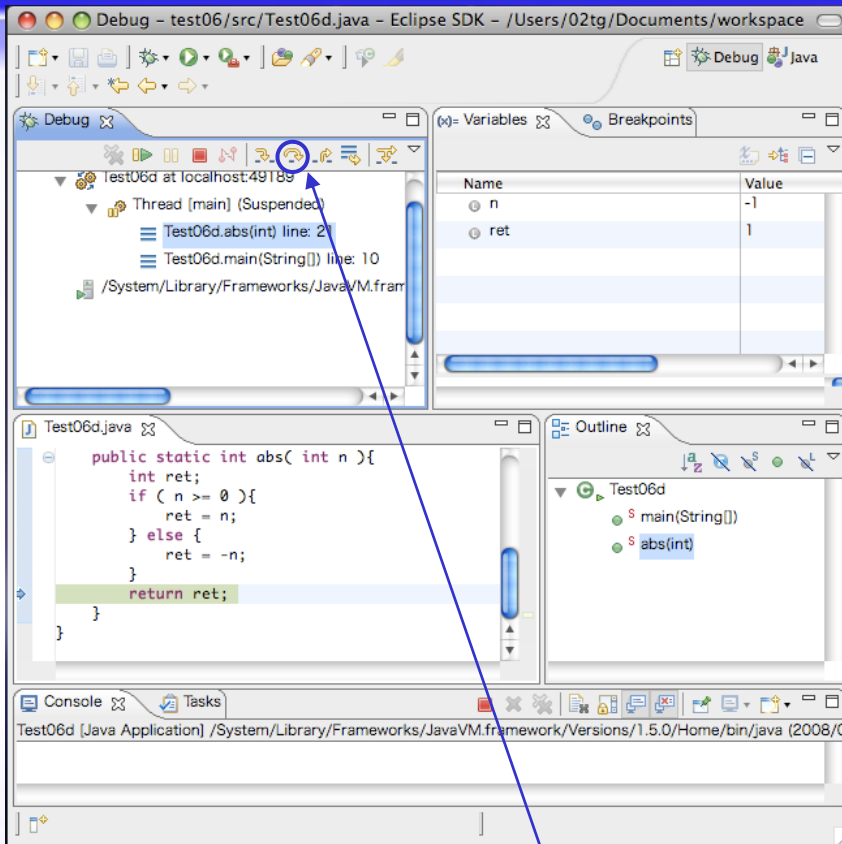 Debug - test06/src/Test06d.java - Eclipse SDK - /Users/02tg/Documents/workspace
Debug
Java
Debug
Test06d at localhost:49189
Thread [main] (Suspended)
Test06d.abs(int) line: 21
Test06d.main(String[]) line: 10
/System/Library/Frameworks/JavaVM.fram
(x)= Variables
Breakpoints
Name Value
n -1
ret 1
Test06d.java
public static int abs( int n ){
int ret;
if ( n >= 0 ){
ret = n;
} else {
ret = -n;
}
return ret;
}
}
Outline
Test06d
S main(String[])
S abs(int)
Console
Tasks
Test06d [Java Application] /System/Library/Frameworks/JavaVM.framework/Versions/1.5.0/Home/bin/java (2008/